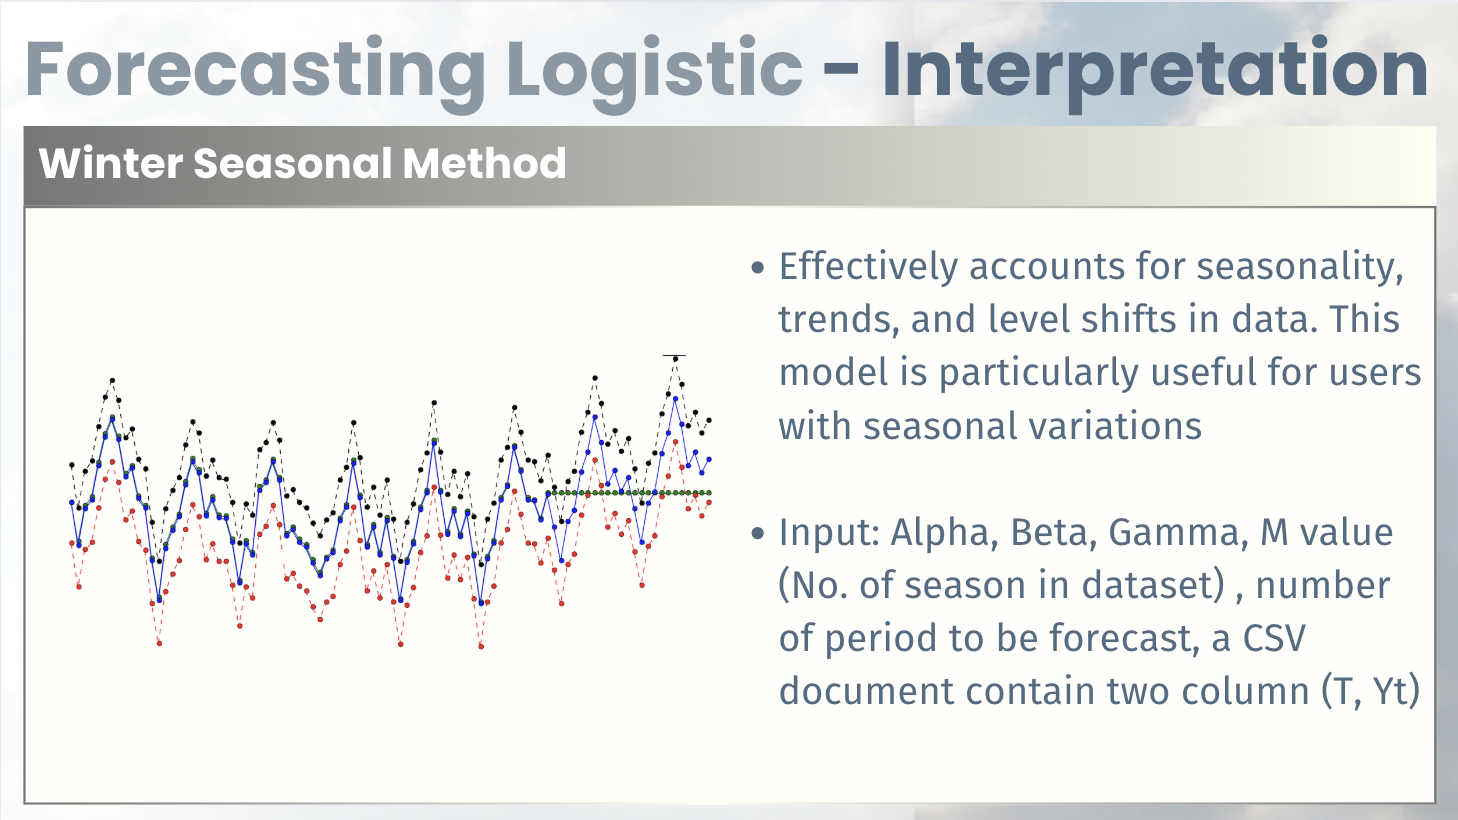 Forecasting Logistic - Interpretation
Winter Seasonal Method
• Effectively accounts for seasonality,
trends, and level shifts in data. This
model is particularly useful for users
with seasonal variations
• Input: Alpha, Beta, Gamma, M value
(No. of season in dataset) , number
of period to be forecast, a CSV
document contain two column (T, Yt)